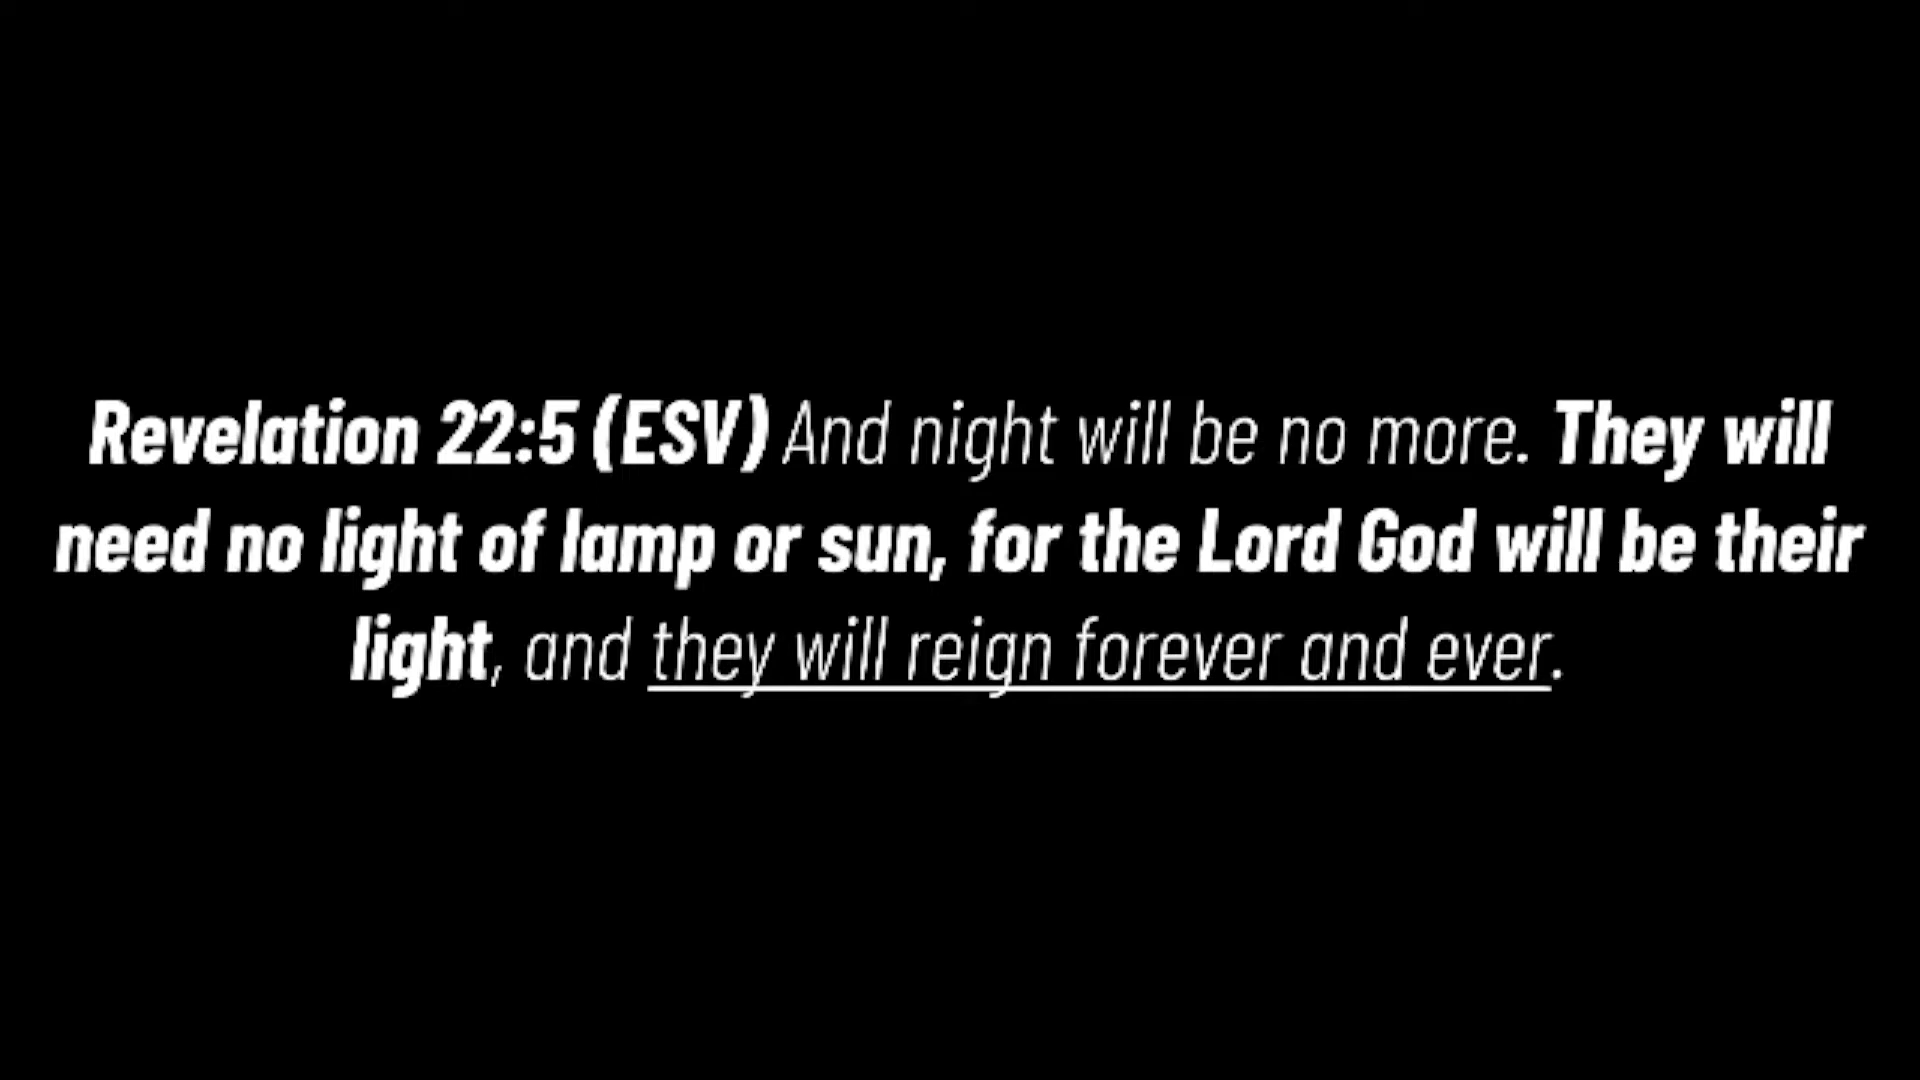 Revelation 22:5 (ESV) And night will be no more. They will
need no light of lamp or sun, for the Lord God will be their
light, and they will reign forever and ever.